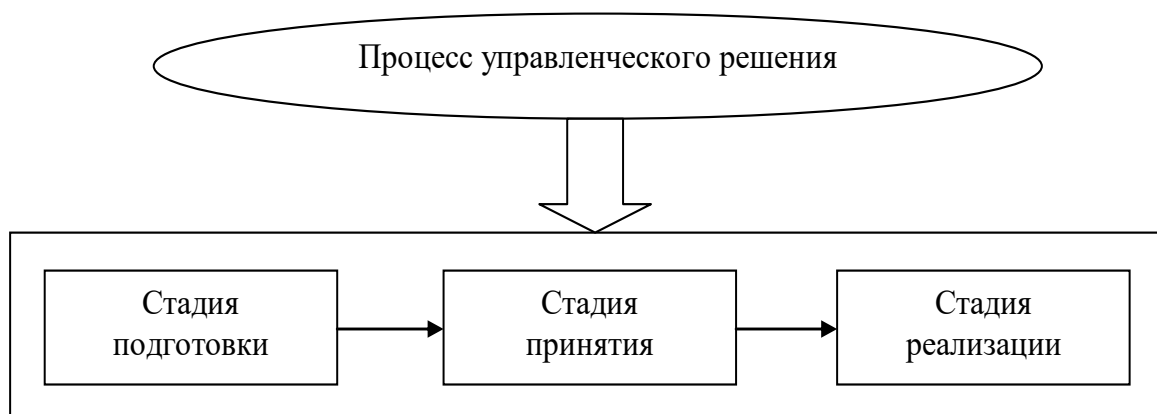 Процесс управленческого решения
Стадия
подготовки
Стадия
принятия
Стадия
реализации